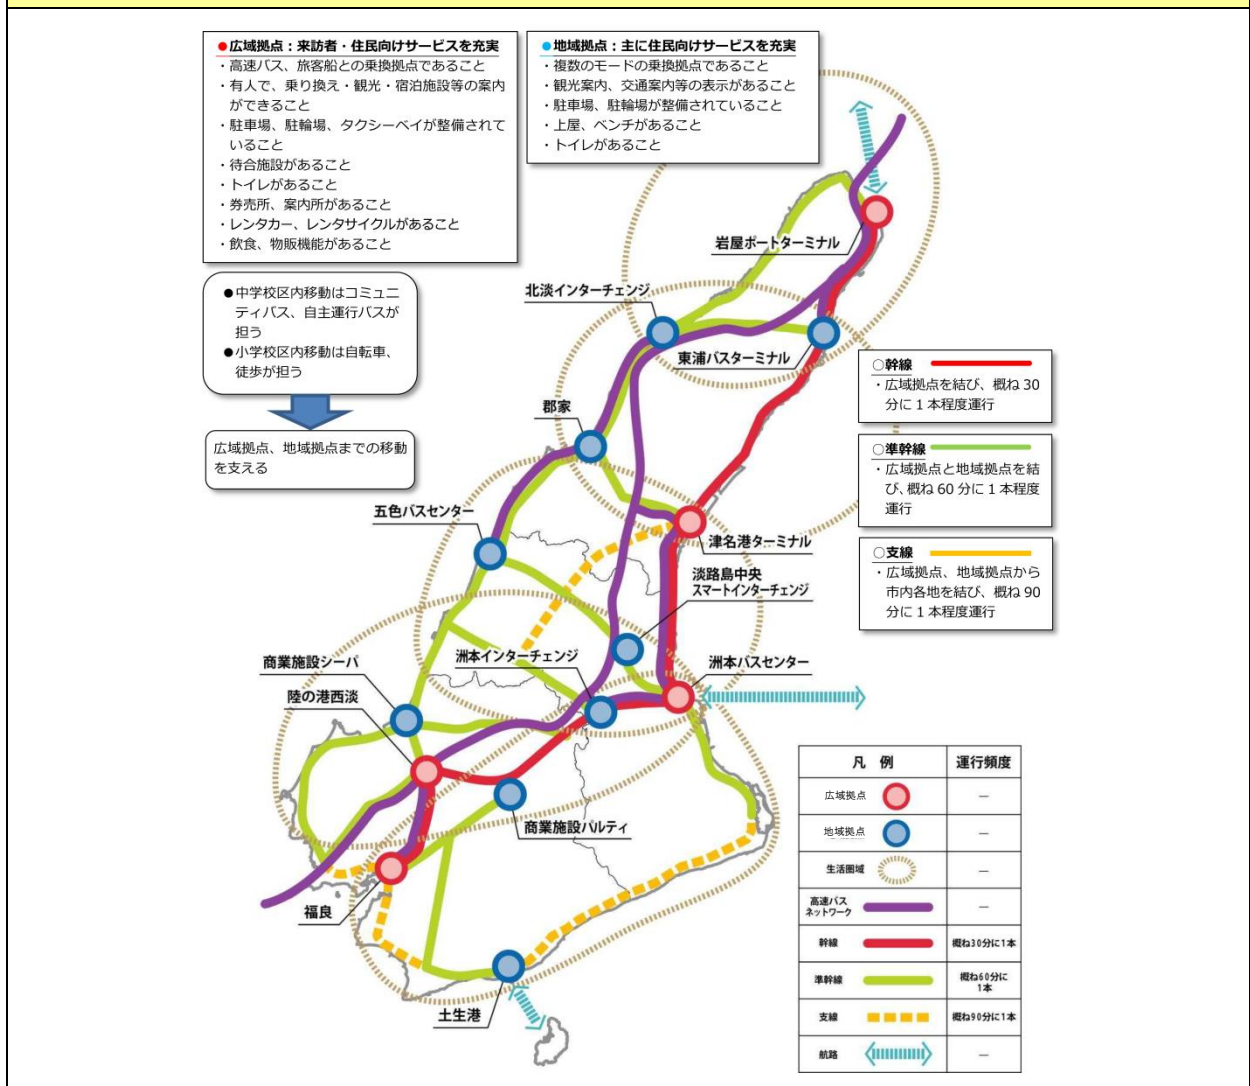 ●広域拠点：来訪者・住民向けサービスを充実
・高速バス、旅客船との乗換拠点であること
・有人で、乗り換え・観光・宿泊施設等の案内
ができること
・駐車場、駐輪場、タクシーベイが整備されて
いること
・待合施設があること
・トイレがあること
・券売所、案内所があること
・レンタカー、レンタサイクルがあること
・飲食、物販機能があること
●地域拠点：主に住民向けサービスを充実
・複数のモードの乗換拠点であること
・観光案内、交通案内等の表示があること
・駐車場、駐輪場が整備されていること
・上屋、ベンチがあること
・トイレがあること
●中学校区内移動はコミュニ
ティバス、自主運行バスが
担う
●小学校区内移動は自転車、
徒歩が担う
広域拠点、地域拠点までの移動
を支える
岩屋ポートターミナル
北淡インターチェンジ
東浦バスターミナル
郡家
五色バスセンター
津名港ターミナル
淡路島中央
スマートインターチェンジ
洲本インターチェンジ
洲本バスセンター
商業施設シーパ
陸の港西淡
商業施設パルティ
福良
土生港
○幹線
・広域拠点を結び、概ね 30
分に 1 本程度運行
○準幹線
・広域拠点と地域拠点を結
び、概ね 60 分に 1 本程度
運行
○支線
・広域拠点、地域拠点から
市内各地を結び、概ね 90
分に 1 本程度運行
凡 例 運行頻度
広域拠点 －
地域拠点 －
生活圏域 －
高速バス
ネットワーク －
幹線 概ね30分に1本
準幹線 概ね60分に
1本
支線 概ね90分に1本
航路 －